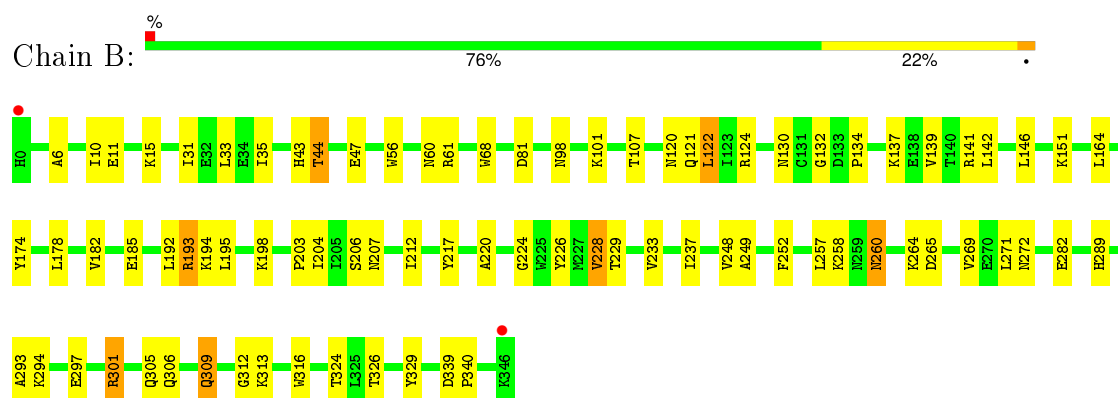 %
Chain B:
76% 22% •
H0 A6 I10 E11 K15 I31 E32 L33 E34 I35 H43 T44 E47 W56 N60 R61 W68 D81 N98 K101 T107 N120 Q121 L122 I123 R124 N130 C131 G132 D133 P134 K137 E138 V139 T140 R141 L142 L146 K151 L164
Y174 L178 V182 E185 L192 R193 K194 L195 K198 P203 I204 I205 S206 N207 I212 Y217 A220 G224 W225 Y226 M227 V228 T229 V233 I237 V248 A249 F252 L257 K258 N259 N260 K264 D265 V269 E270 L271 N272 E282 H289
A293 K294 E297 R301 Q305 Q306 Q309 G312 K313 W316 T324 L325 T326 Y329 D339 P340 K346